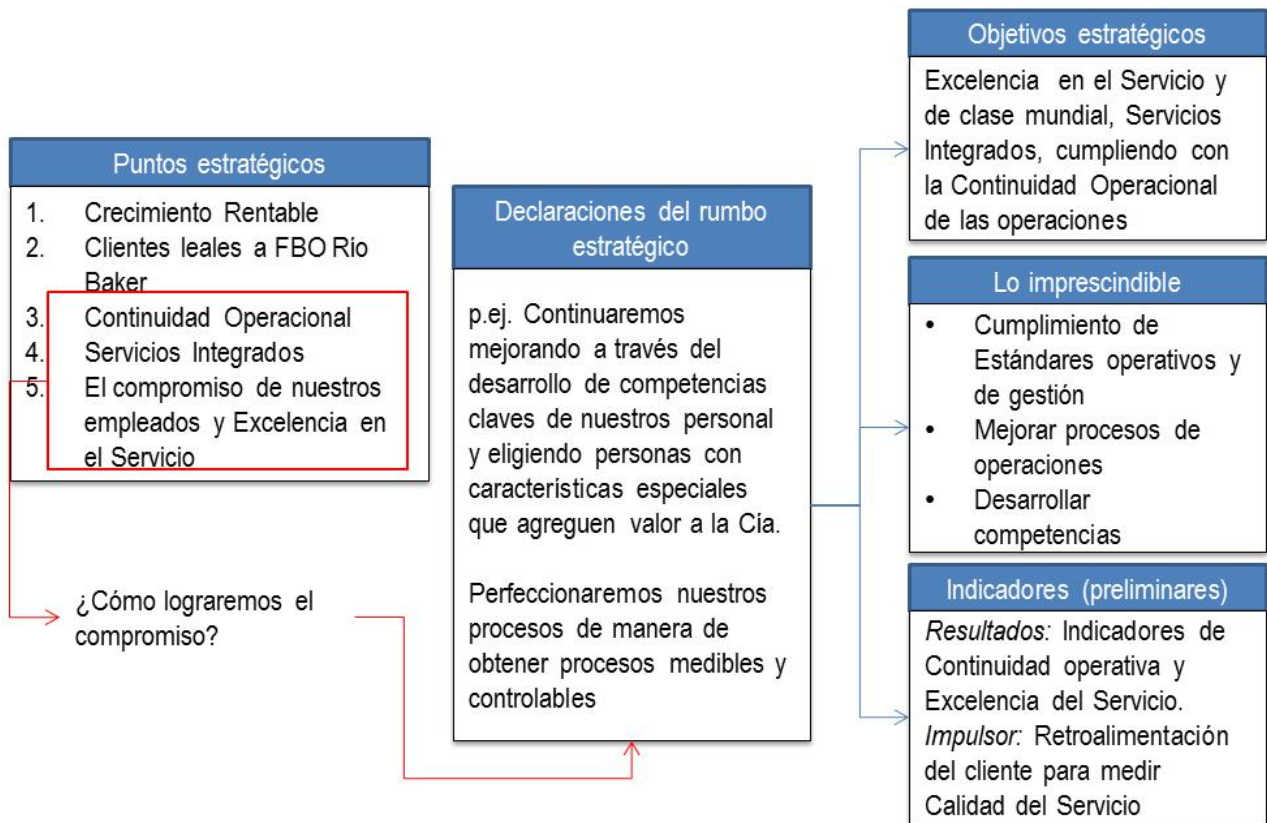 Puntos estratégicos
1. Crecimiento Rentable
2. Clientes leales a FBO Río
Baker
3. Continuidad Operacional
4. Servicios Integrados
5. El compromiso de nuestros
empleados y Excelencia en
el Servicio
¿Cómo lograremos el
compromiso?
Declaraciones del rumbo
estratégico
p.ej. Continuaremos
mejorando a través del
desarrollo de competencias
claves de nuestros personal
y eligiendo personas con
características especiales
que agreguen valor a la Cía.
Perfeccionaremos nuestros
procesos de manera de
obtener procesos medibles y
controlables
Objetivos estratégicos
Excelencia en el Servicio y
de clase mundial, Servicios
Integrados, cumpliendo con
la Continuidad Operacional
de las operaciones
Lo imprescindible
• Cumplimiento de
Estándares operativos y
de gestión
• Mejorar procesos de
operaciones
• Desarrollar
competencias
Indicadores (preliminares)
Resultados: Indicadores de
Continuidad operativa y
Excelencia del Servicio.
Impulsor: Retroalimentación
del cliente para medir
Calidad del Servicio